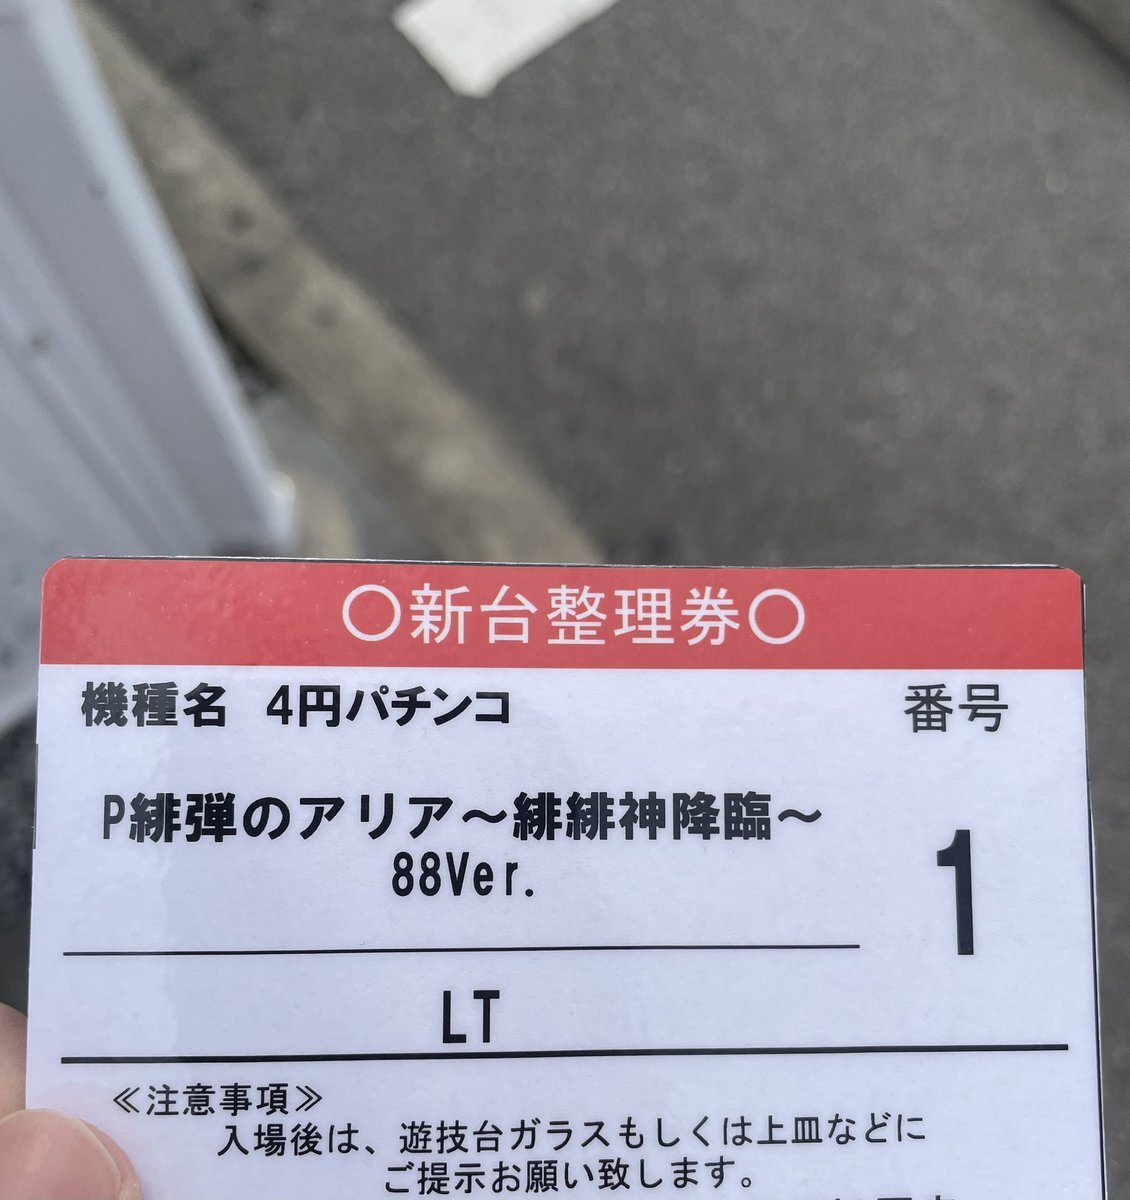 〇新台整理券〇
機種名 4円パチンコ
番号
P緋弾のアリア～緋緋神降臨～
88Ver.
1
LT
≪注意事項≫
入場後は、遊技台ガラスもしくは上皿などに
ご提示お願い致します。